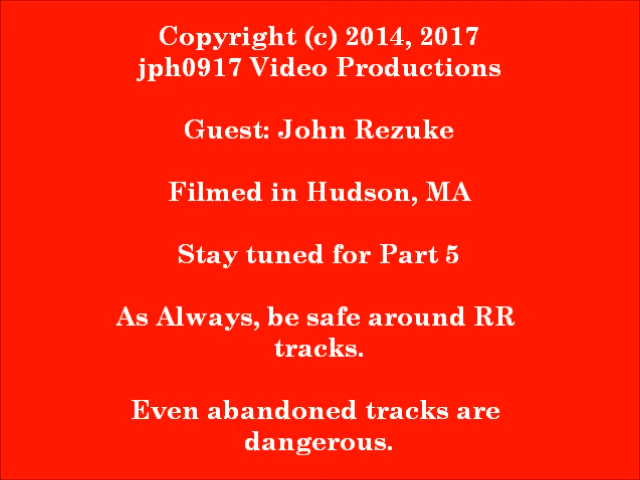 Copyright (c) 2014, 2017
jph0917 Video Productions
Guest: John Rezuke
Filmed in Hudson, MA
Stay tuned for Part 5
As Always, be safe around RR
tracks.
Even abandoned tracks are
dangerous.